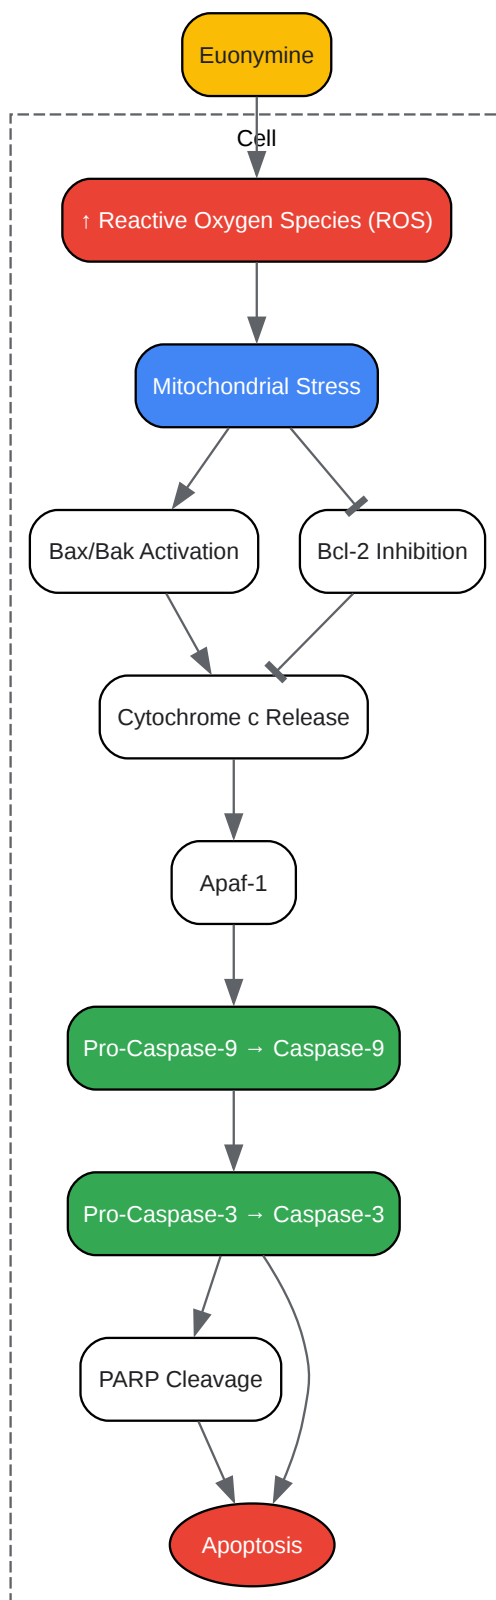 Euonymine
Cell
↑ Reactive Oxygen Species (ROS)
Mitochondrial Stress
Bax/Bak Activation
Bcl-2 Inhibition
Cytochrome c Release
Apaf-1
Pro-Caspase-9 → Caspase-9
Pro-Caspase-3 → Caspase-3
PARP Cleavage
Apoptosis